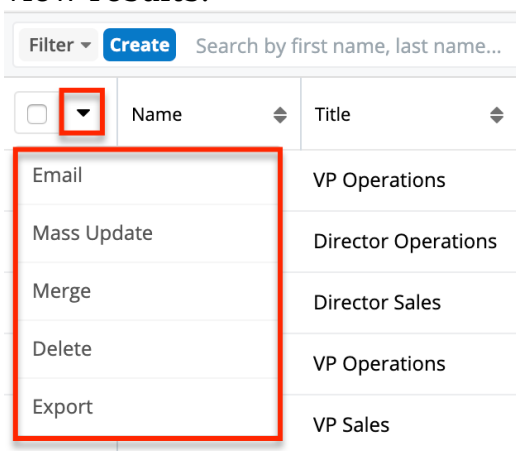 Filter Create Search by first name, last name...
Name Title
Email VP Operations
Mass Update Director Operations
Merge Director Sales
Delete VP Operations
Export VP Sales